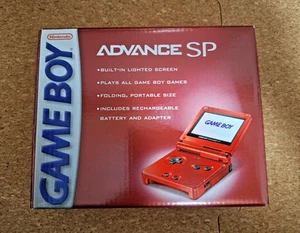 Nintendo
GAME BOY
ADVANCE SP
•BUILT-IN LIGHTED SCREEN
•PLAYS ALL GAME BOY GAMES
•FOLDING, PORTABLE SIZE
•INCLUDES RECHARGEABLE
BATTERY AND ADAPTER
GAME BOY